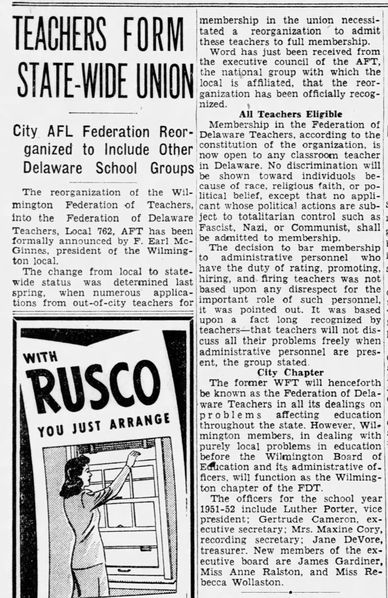 TEACHERS FORM
STATE-WIDE UNION
City AFL Federation Reor-
ganized to Include Other
Delaware School Groups
The reorganization of the Wil-
mington Federation of Teachers,
into the Federation of Delaware
Teachers, Local 762, AFT has been
formally announced by F. Earl Mc-
Ginnes, president of the Wilming-
ton local.
The change from local to state-
wide status was determined last
spring, when numerous applica-
tions from out-of-city teachers for
membership in the union necessi-
tated a reorganization to admit
these teachers to full membership.
Word has just been received from
the executive council of the AFT,
the national group with which the
local is affiliated, that the reor-
ganization has been officially recog-
nized.
All Teachers Eligible
Membership in the Federation of
Delaware Teachers, according to the
constitution of the organization, is
now open to any classroom teacher
in Delaware. No discrimination will
be shown toward individuals be-
cause of race, religious faith, or po-
litical belief, except that no appli-
cant whose political actions are sub-
ject to totalitarian control such as
Fascist, Nazi, or Communist, shall
be admitted to membership.
The decision to bar membership
to administrative personnel who
have the duty of rating, promoting,
hiring, and firing teachers was not
based upon any disrespect for the
important role of such personnel,
it was pointed out. It was based
upon a fact long recognized by
teachers—that teachers will not dis-
cuss all their problems freely when
administrative personnel are pres-
ent, the group stated.
City Chapter
The former WFT will henceforth
be known as the Federation of Dela-
ware Teachers in all its dealings on
problems affecting education
throughout the state. However, Wil-
mington members, in dealing with
purely local problems in education
before the Wilmington Board of
Education and its administrative of-
ficers, will function as the Wilming-
ton chapter of the FDT.
The officers for the school year
1951-52 include Luther Porter, vice
president; Gertrude Cameron, ex-
ecutive secretary; Mrs. Maxine Cory,
recording secretary; Jane DeVore,
treasurer. New members of the ex-
ecutive board are James Gardiner,
Miss Anne Ralston, and Miss Re-
becca Wollaston.
WITH
RUSCO
YOU JUST ARRANGE